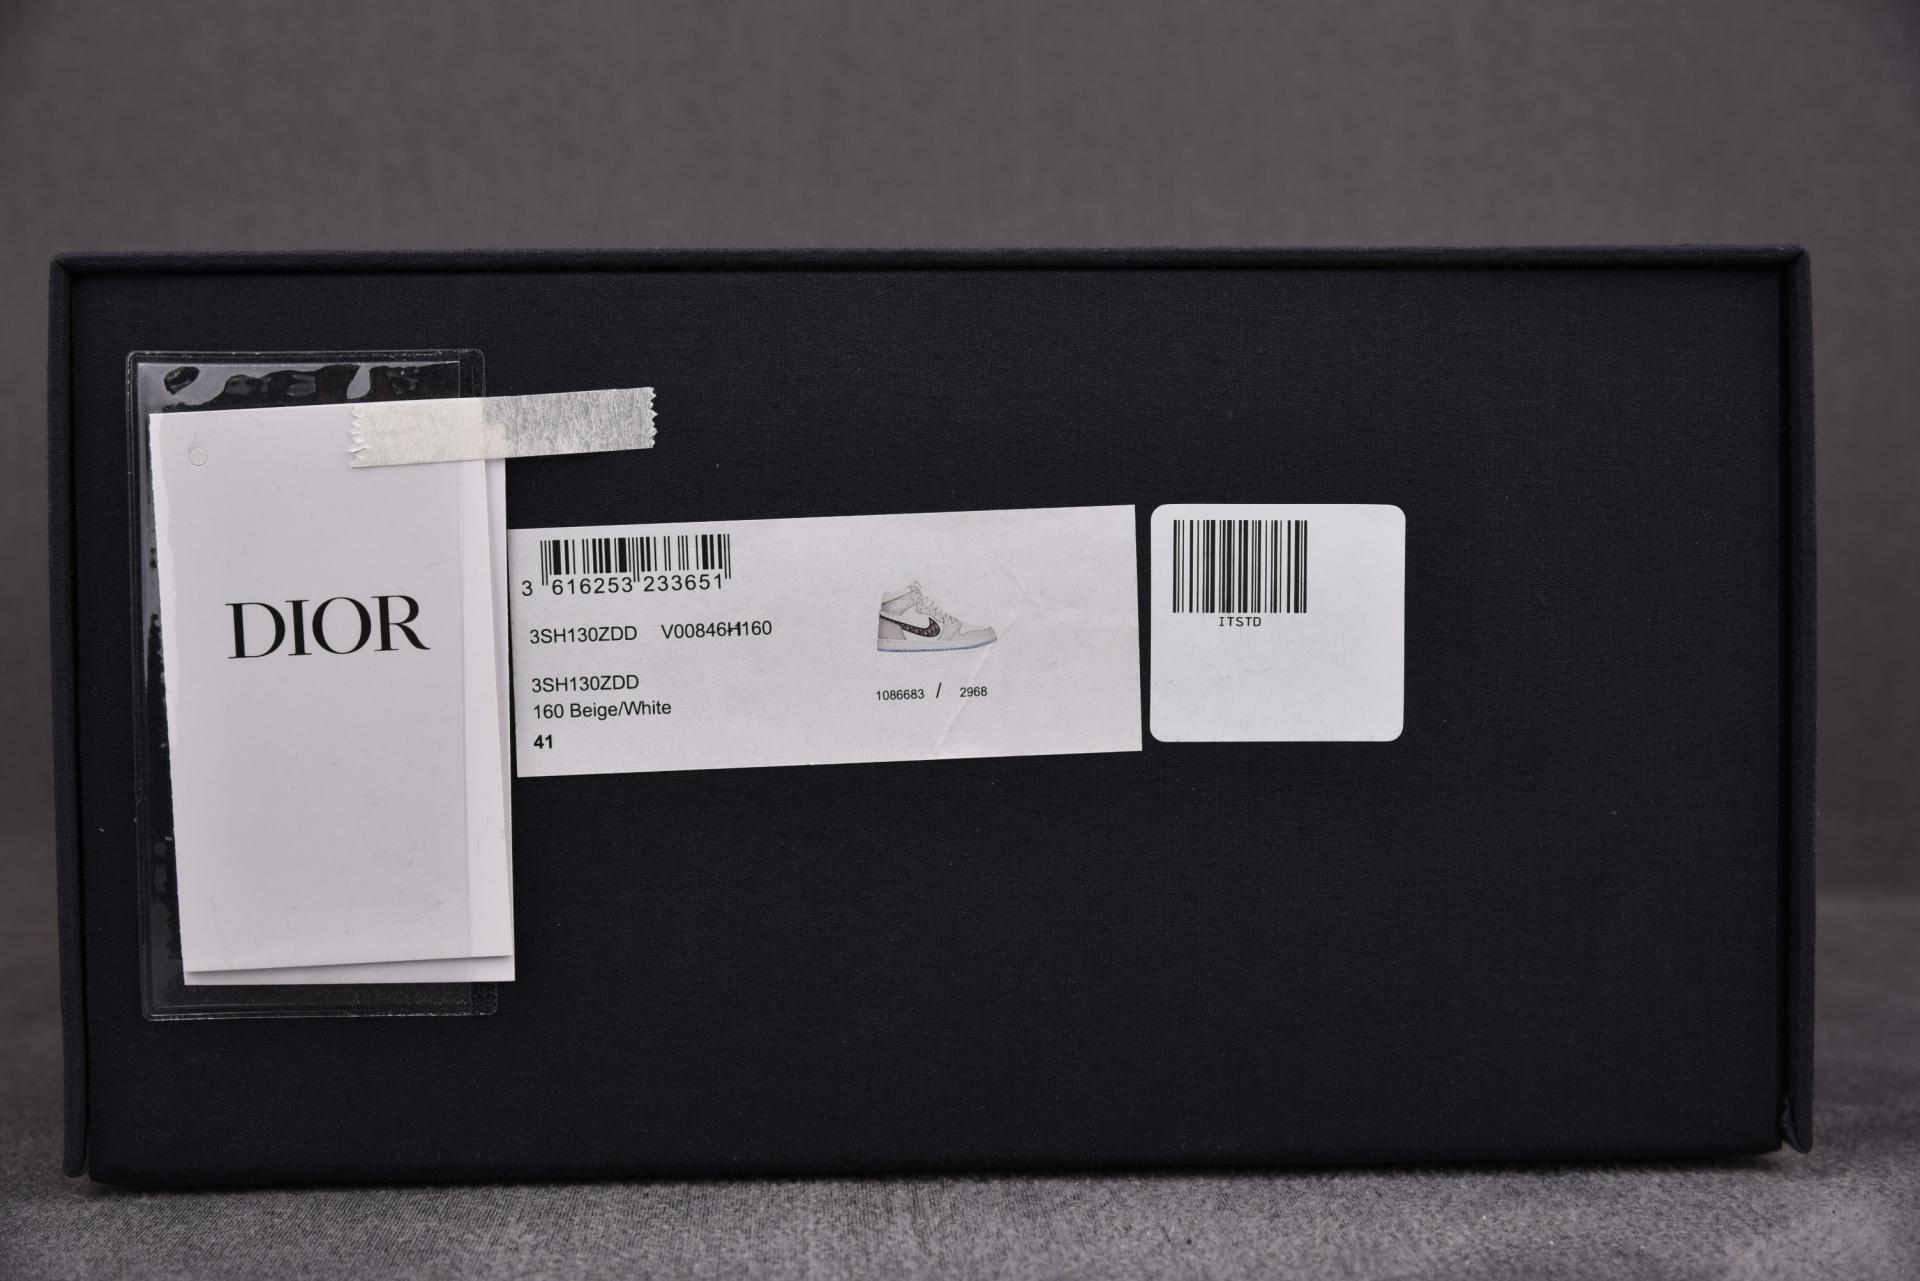 DIOR
3 616253 233651
3SH130ZDD V00846H160
3SH130ZDD
160 Beige/White
41
1086683 / 2968
ITSTD